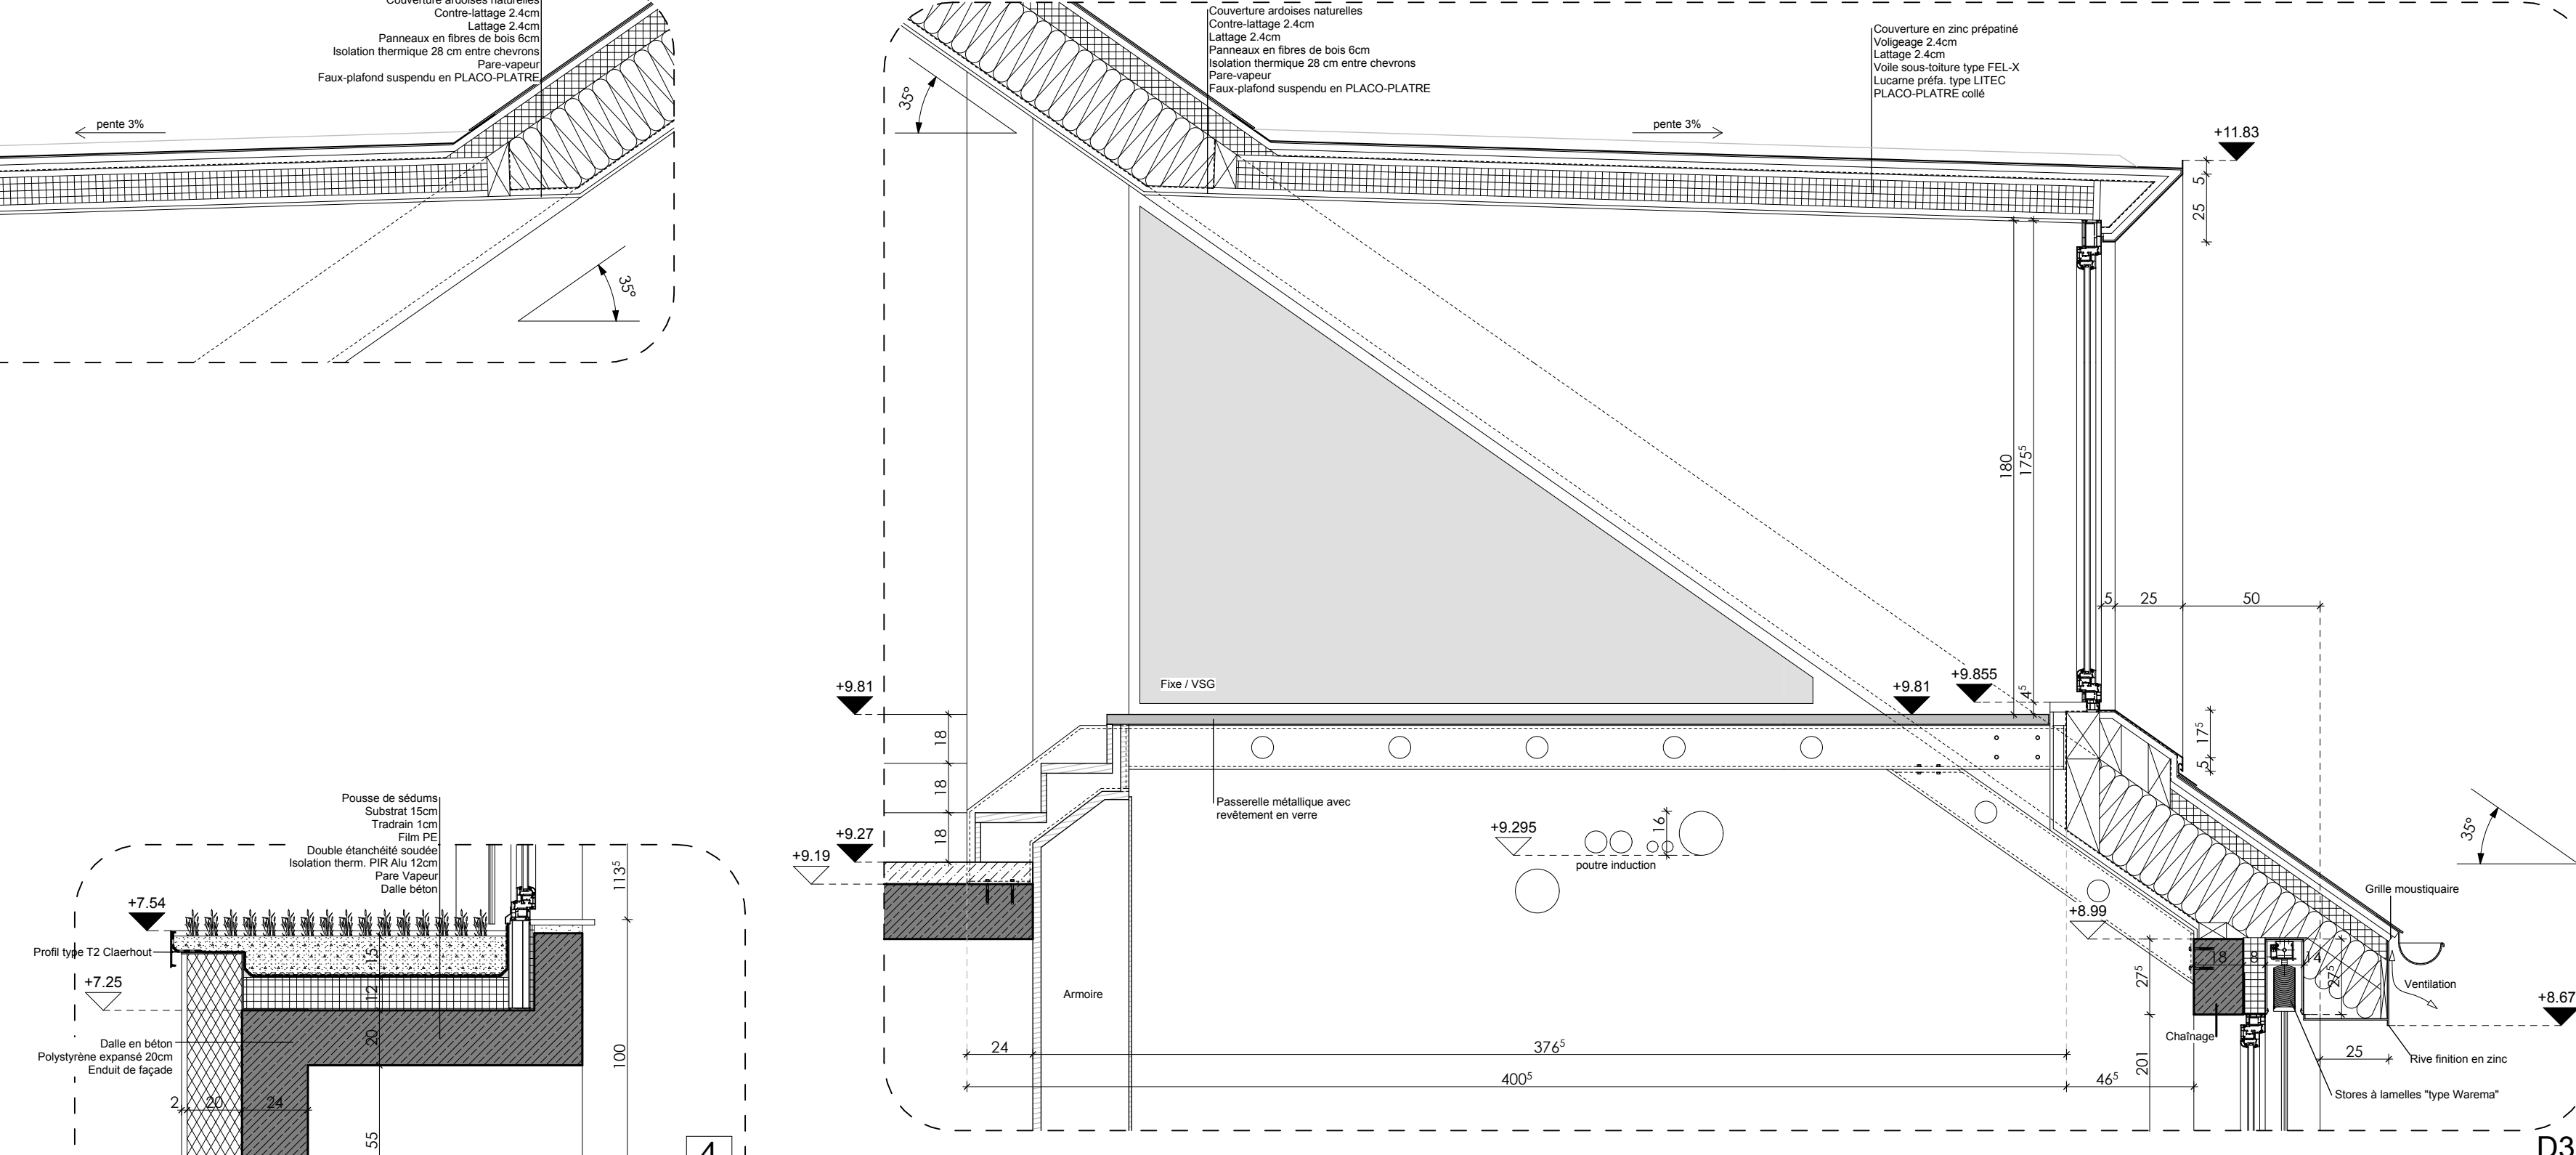 Couverture ardoises naturelles
Contre-lattage 2.4cm
Lattage 2.4cm
Panneaux en fibres de bois 6cm
Isolation thermique 28 cm entre chevrons
Pare-vapeur
Faux-plafond suspendu en PLACO-PLATRE
pente 3%
35°
Couverture ardoises naturelles
Contre-lattage 2.4cm
Lattage 2.4cm
Panneaux en fibres de bois 6cm
Isolation thermique 28 cm entre chevrons
Pare-vapeur
Faux-plafond suspendu en PLACO-PLATRE
35°
pente 3%
Couverture en zinc prépatiné
Voligeage 2.4cm
Lattage 2.4cm
Voile sous-toiture type FEL-X
Lucarne préfa. type LITEC
PLACO-PLATRE collé
+11.83
5
25
180
175⁵
5
25
50
Fixe / VSG
+9.81
+9.81
+9.855
4⁵
17⁵
5
18
18
18
+9.27
+9.19
Passerelle métallique avec
revêtement en verre
+9.295
16
poutre induction
35°
Grille moustiquaire
+8.99
18
8
14
27⁵
27⁵
Ventilation
+8.67
Armoire
Chaînage
24
376⁵
400⁵
46⁵
201
25
Rive finition en zinc
Stores à lamelles "type Warema"
D3
Pousse de sédums
Substrat 15cm
Tradrain 1cm
Film PE
Double étanchéité soudée
Isolation therm. PIR Alu 12cm
Pare Vapeur
Dalle béton
113⁵
+7.54
Profil type T2 Claerhout
15
+7.25
12
20
Dalle en béton
Polystyrène expansé 20cm
Enduit de façade
100
2
20
24
55
4